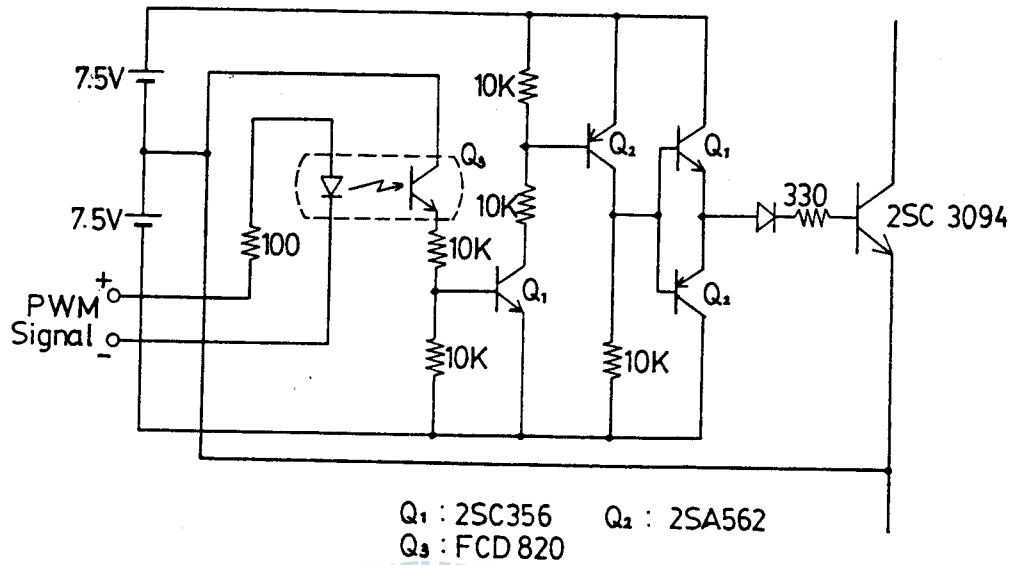 7.5V
10K
Q₃
Q₂
Q₁
7.5V
10K
330
2SC 3094
100
10K
Q₁
Q₂
+
PWM
Signal
-
10K
10K
Q₁ : 2SC356 Q₂ : 2SA562
Q₃ : FCD 820